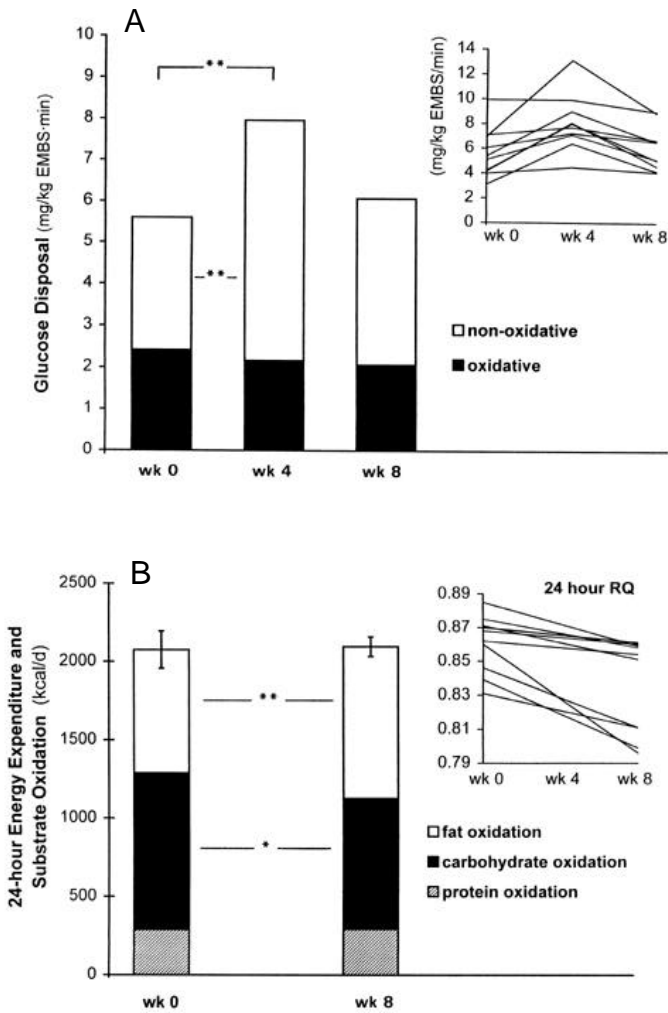 A
Glucose Disposal (mg/kg EMBS·min)
10
9
8
7
6
5
4
3
2
1
0
**
**
wk 0
wk 4
wk 8
(mg/kg EMBS/min)
14
12
10
8
6
4
2
0
wk 0
wk 4
wk 8
non-oxidative
oxidative
B
24-hour Energy Expenditure and
Substrate Oxidation (kcal/d)
2500
2000
1500
1000
500
0
**
*
wk 0
wk 8
24 hour RQ
0.89
0.87
0.85
0.83
0.81
0.79
wk 0
wk 4
wk 8
fat oxidation
carbohydrate oxidation
protein oxidation